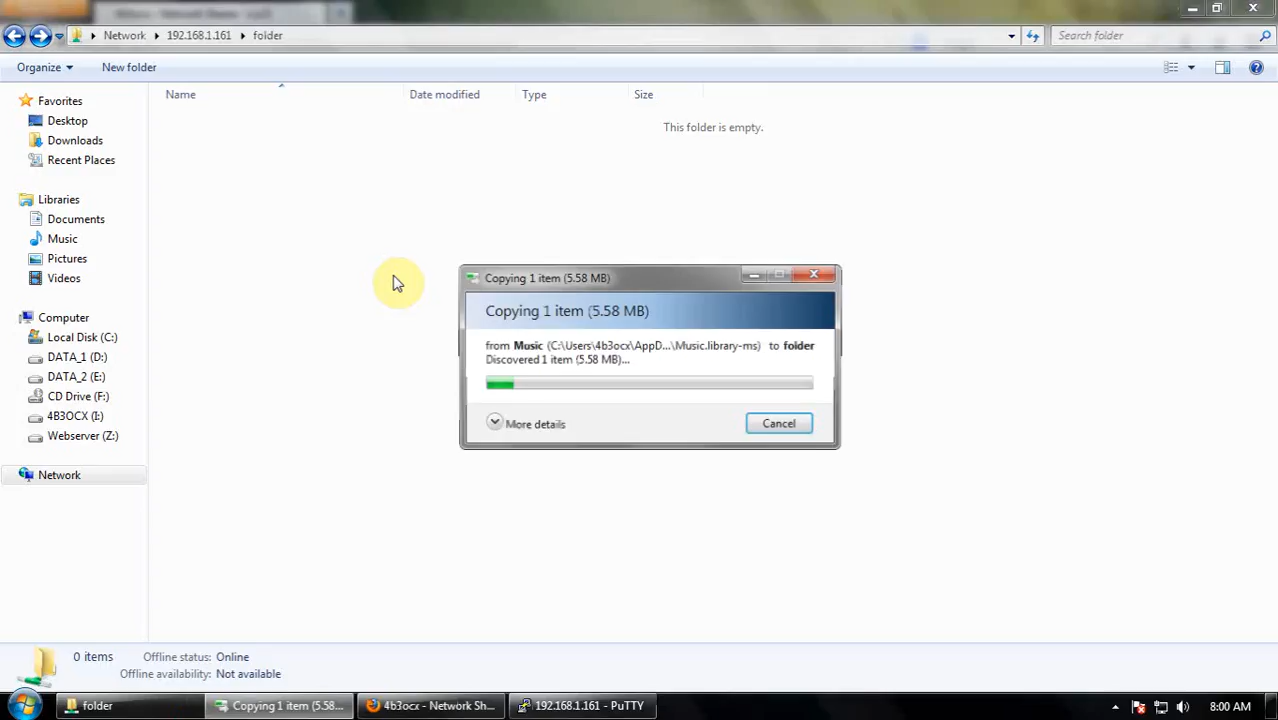 Network 192.168.1.161 folder
Search folder
Organize New folder
Name Date modified Type Size
This folder is empty.
Favorites
Desktop
Downloads
Recent Places
Libraries
Documents
Music
Pictures
Videos
Computer
Local Disk (C:)
DATA_1 (D:)
DATA_2 (E:)
CD Drive (F:)
4B3OCX (I:)
Webserver (Z:)
Network
Copying 1 item (5.58 MB)
Copying 1 item (5.58 MB)
from Music (C:\Users\4b3ocx\AppD...\Music.library-ms) to folder
Discovered 1 item (5.58 MB)...
More details Cancel
0 items Offline status: Online
Offline availability: Not available
folder Copying 1 item (5.58... 4b3ocx - Network Sh... 192.168.1.161 - PuTTY 8:00 AM